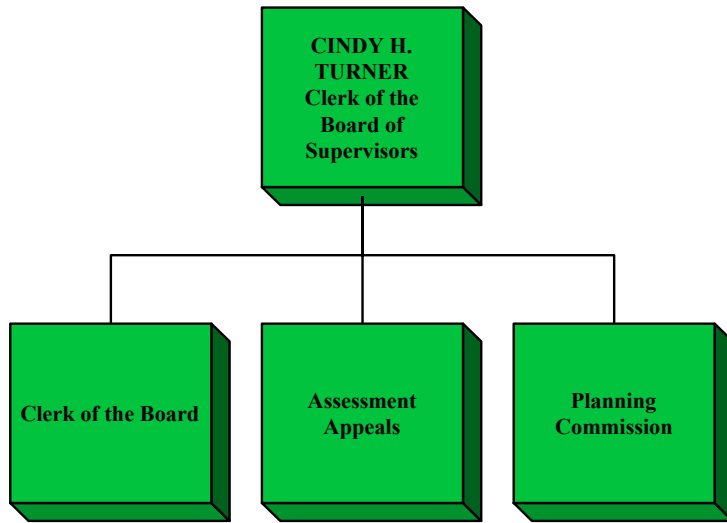 CINDY H.
TURNER
Clerk of the
Board of
Supervisors
Clerk of the Board
Assessment
Appeals
Planning
Commission